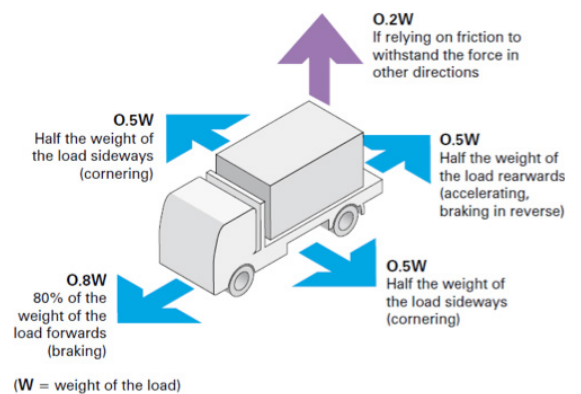 O.2W
If relying on friction to
withstand the force in
other directions
O.5W
Half the weight of
the load sideways
(cornering)
O.5W
Half the weight of
the load rearwards
(accelerating,
braking in reverse)
O.8W
80% of the
weight of the
load forwards
(braking)
O.5W
Half the weight of
the load sideways
(cornering)
(W = weight of the load)